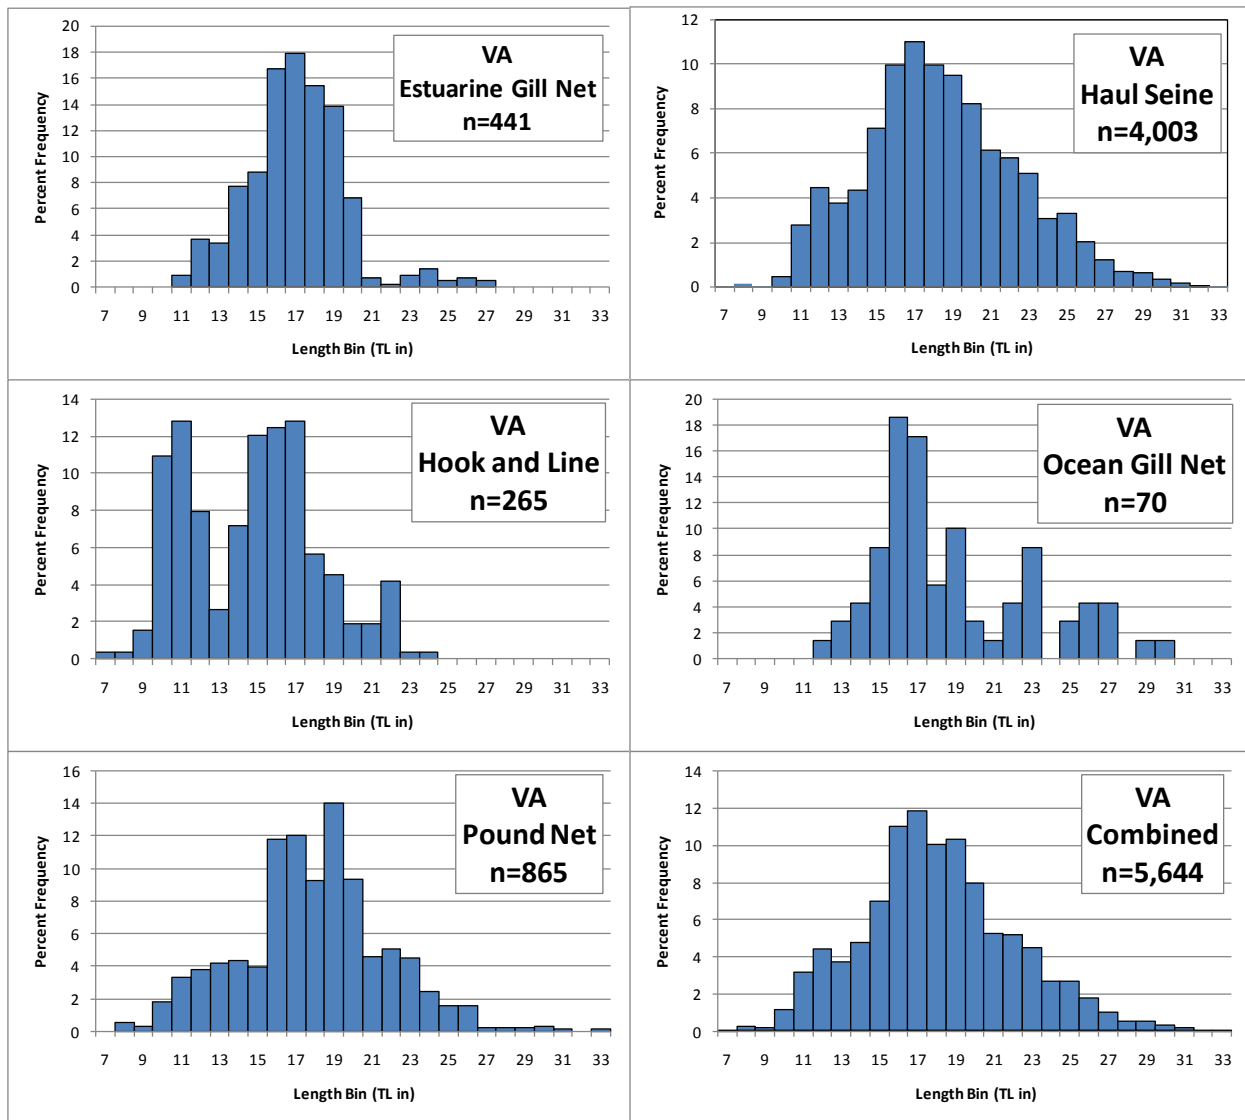 VA
Estuarine Gill Net
n=441
Percent Frequency
20
18
16
14
12
10
8
6
4
2
0
7 9 11 13 15 17 19 21 23 25 27 29 31 33
Length Bin (TL in)
VA
Haul Seine
n=4,003
Percent Frequency
12
10
8
6
4
2
0
7 9 11 13 15 17 19 21 23 25 27 29 31 33
Length Bin (TL in)
VA
Hook and Line
n=265
Percent Frequency
14
12
10
8
6
4
2
0
7 9 11 13 15 17 19 21 23 25 27 29 31 33
Length Bin (TL in)
VA
Ocean Gill Net
n=70
Percent Frequency
20
18
16
14
12
10
8
6
4
2
0
7 9 11 13 15 17 19 21 23 25 27 29 31 33
Length Bin (TL in)
VA
Pound Net
n=865
Percent Frequency
16
14
12
10
8
6
4
2
0
7 9 11 13 15 17 19 21 23 25 27 29 31 33
Length Bin (TL in)
VA
Combined
n=5,644
Percent Frequency
14
12
10
8
6
4
2
0
7 9 11 13 15 17 19 21 23 25 27 29 31 33
Length Bin (TL in)